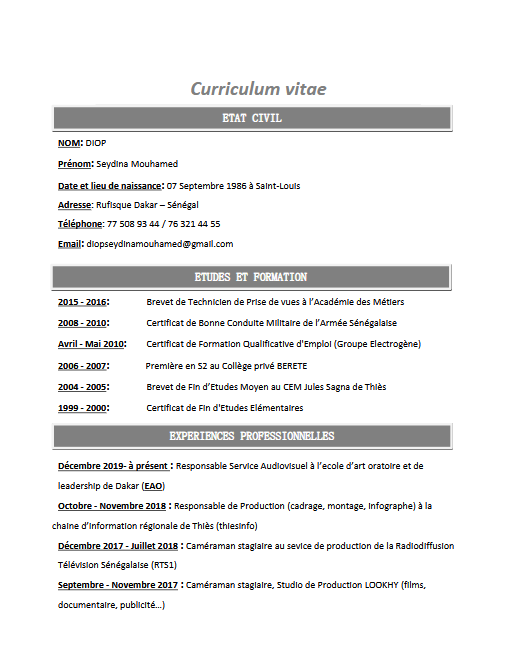 Curriculum vitae
ETAT CIVIL
NOM: DIOP
Prénom: Seydina Mouhamed
Date et lieu de naissance: 07 Septembre 1986 à Saint-Louis
Adresse: Rufisque Dakar – Sénégal
Téléphone: 77 508 93 44 / 76 321 44 55
Email: diopseydinamouhamed@gmail.com
ETUDES ET FORMATION
2015 - 2016: Brevet de Technicien de Prise de vues à l’Académie des Métiers
2008 - 2010: Certificat de Bonne Conduite Militaire de l’Armée Sénégalaise
Avril - Mai 2010: Certificat de Formation Qualificative d'Emploi (Groupe Electrogène)
2006 - 2007: Première en S2 au Collège privé BERETE
2004 - 2005: Brevet de Fin d’Etudes Moyen au CEM Jules Sagna de Thiès
1999 - 2000: Certificat de Fin d'Etudes Elémentaires
EXPERIENCES PROFESSIONNELLES
Décembre 2019- à présent : Responsable Service Audiovisuel à l’ecole d’art oratoire et de
leadership de Dakar (EAO)
Octobre - Novembre 2018 : Responsable de Production (cadrage, montage, infographe) à la
chaine d’information régionale de Thiès (thiesinfo)
Décembre 2017 - Juillet 2018 : Caméraman stagiaire au sevice de production de la Radiodiffusion
Télévision Sénégalaise (RTS1)
Septembre - Novembre 2017 : Caméraman stagiaire, Studio de Production LOOKHY (films,
documentaire, publicité…)